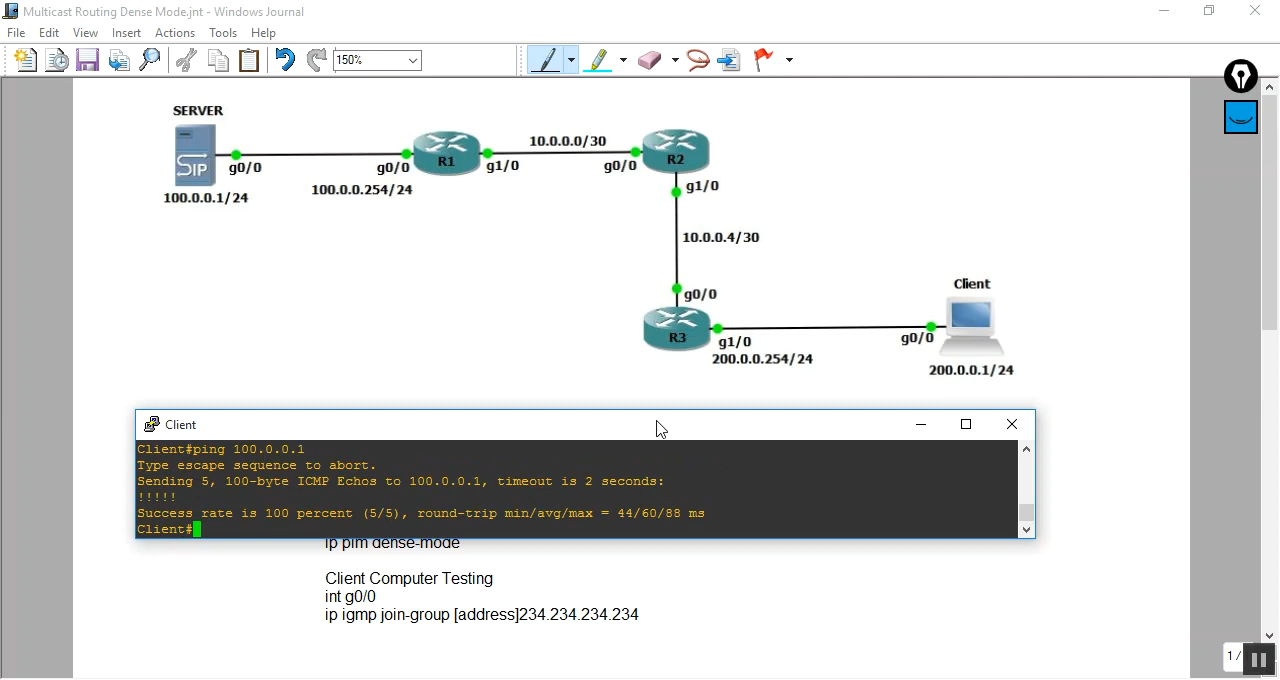 Multicast Routing Dense Mode.jnt - Windows Journal
File Edit View Insert Actions Tools Help
150%
SERVER
SIP
g0/0
100.0.0.1/24
g0/0
100.0.0.254/24
R1
g1/0
10.0.0.0/30
g0/0
R2
g1/0
10.0.0.4/30
g0/0
R3
g1/0
200.0.0.254/24
Client
g0/0
200.0.0.1/24
Client
Client#ping 100.0.0.1
Type escape sequence to abort.
Sending 5, 100-byte ICMP Echos to 100.0.0.1, timeout is 2 seconds:
!!!!!
Success rate is 100 percent (5/5), round-trip min/avg/max = 44/60/88 ms
Client#
ip pim dense-mode
Client Computer Testing
int g0/0
ip igmp join-group [address]234.234.234.234
1 /